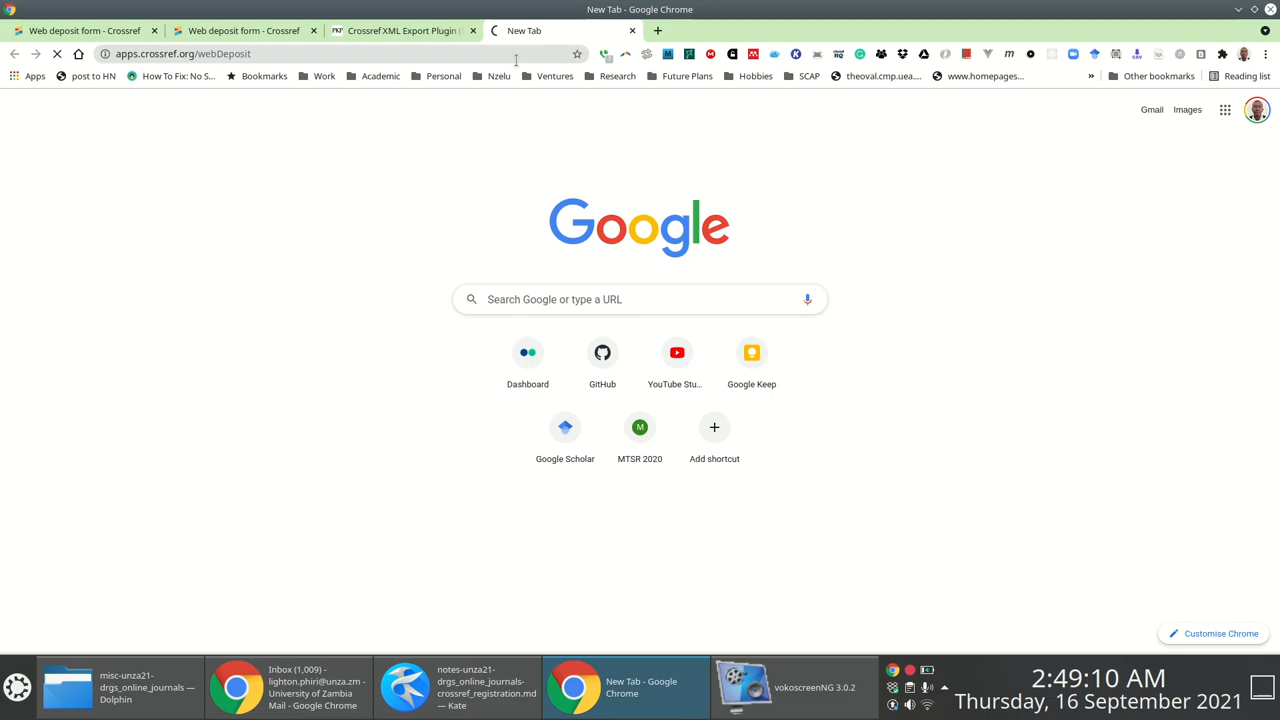 New Tab - Google Chrome
Web deposit form - Crossref
Web deposit form - Crossref
PKP Crossref XML Export Plugin (
New Tab
apps.crossref.org/webDeposit
Apps
post to HN
How To Fix: No S...
Bookmarks
Work
Academic
Personal
Nzelu
Ventures
Research
Future Plans
Hobbies
SCAP
theoval.cmp.uea....
www.homepages...
»
Other bookmarks
Reading list
Gmail
Images
Google
Search Google or type a URL
Dashboard
GitHub
YouTube Stu...
Google Keep
M
Google Scholar
MTSR 2020
Add shortcut
Customise Chrome
misc-unza21-
drgs_online_journals —
Dolphin
Inbox (1,009) -
lighton.phiri@unza.zm -
University of Zambia
Mail - Google Chrome
notes-unza21-
drgs_online_journals-
crossref_registration.md
— Kate
New Tab - Google
Chrome
vokoscreenNG 3.0.2
2:49:10 AM
Thursday, 16 September 2021